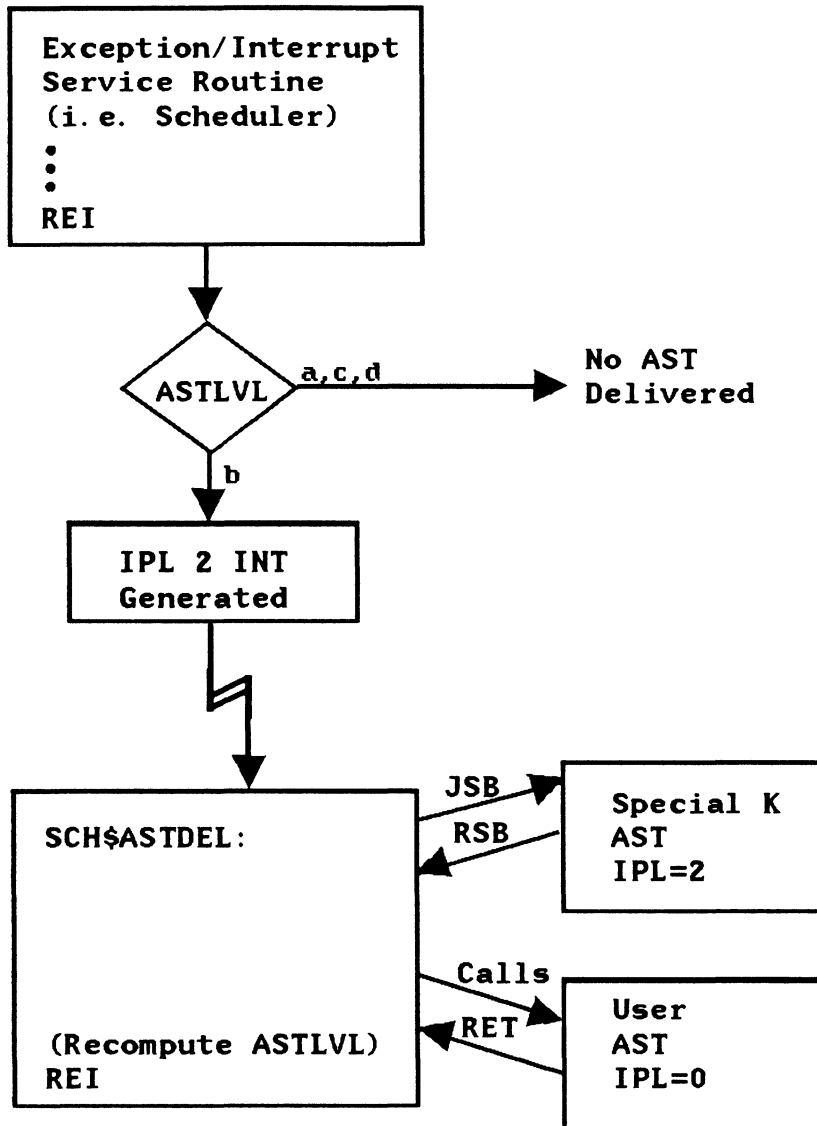 Exception/Interrupt
Service Routine
(i.e. Scheduler)
REI
ASTLVL
a,c,d
No AST
Delivered
b
IPL 2 INT
Generated
SCH$ASTDEL:
(Recompute ASTLVL)
REI
JSB
RSB
Special K
AST
IPL=2
Calls
RET
User
AST
IPL=0